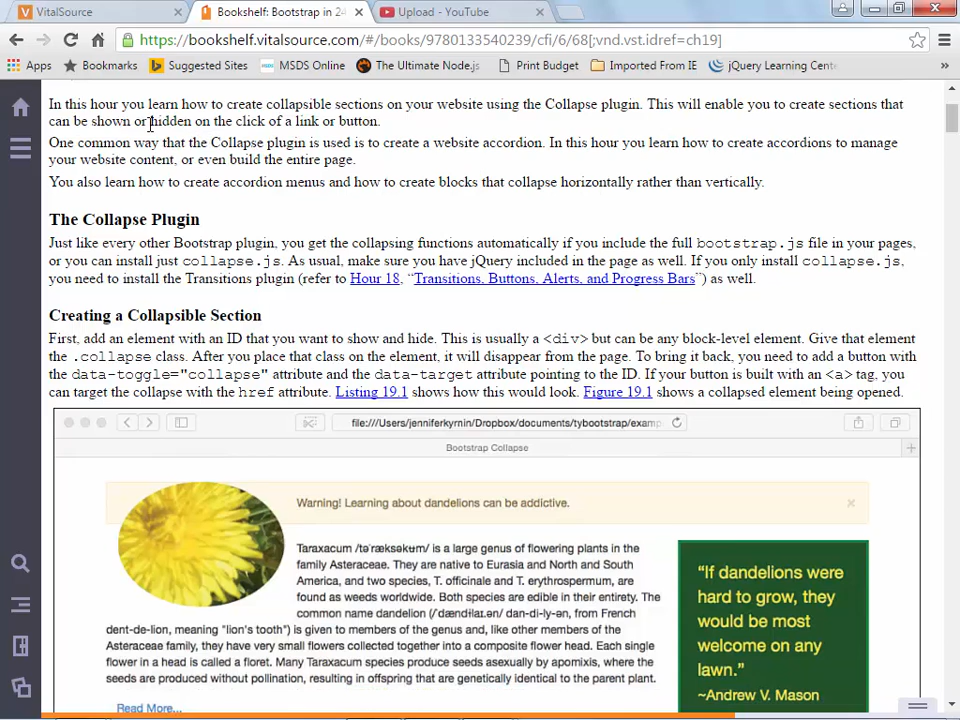 VitalSource
Bookshelf: Bootstrap in 24
Upload - YouTube
https://bookshelf.vitalsource.com/#/books/9780133540239/cfi/6/68[;vnd.vst.idref=ch19]
Apps
Bookmarks
Suggested Sites
MSDS Online
The Ultimate Node.js
Print Budget
Imported From IE
jQuery Learning Cente
»
In this hour you learn how to create collapsible sections on your website using the Collapse plugin. This will enable you to create sections that
can be shown or hidden on the click of a link or button.
One common way that the Collapse plugin is used is to create a website accordion. In this hour you learn how to create accordions to manage
your website content, or even build the entire page.
You also learn how to create accordion menus and how to create blocks that collapse horizontally rather than vertically.
The Collapse Plugin
Just like every other Bootstrap plugin, you get the collapsing functions automatically if you include the full bootstrap.js file in your pages,
or you can install just collapse.js. As usual, make sure you have jQuery included in the page as well. If you only install collapse.js,
you need to install the Transitions plugin (refer to Hour 18, “Transitions, Buttons, Alerts, and Progress Bars”) as well.
Creating a Collapsible Section
First, add an element with an ID that you want to show and hide. This is usually a <div> but can be any block-level element. Give that element
the .collapse class. After you place that class on the element, it will disappear from the page. To bring it back, you need to add a button with
the data-toggle="collapse" attribute and the data-target attribute pointing to the ID. If your button is built with an <a> tag, you
can target the collapse with the href attribute. Listing 19.1 shows how this would look. Figure 19.1 shows a collapsed element being opened.
file:///Users/jenniferkyrnin/Dropbox/documents/tybootstrap/examp
Bootstrap Collapse
Warning! Learning about dandelions can be addictive.
Taraxacum /təˈræksəkʊm/ is a large genus of flowering plants in the
family Asteraceae. They are native to Eurasia and North and South
America, and two species, T. officinale and T. erythrospermum, are
found as weeds worldwide. Both species are edible in their entirety. The
common name dandelion (/ˈdændɨlaɪ.ən/ dan-di-ly-ən, from French
dent-de-lion, meaning "lion's tooth") is given to members of the genus and, like other members of the
Asteraceae family, they have very small flowers collected together into a composite flower head. Each single
flower in a head is called a floret. Many Taraxacum species produce seeds asexually by apomixis, where the
seeds are produced without pollination, resulting in offspring that are genetically identical to the parent plant.
Read More...
“If dandelions were
hard to grow, they
would be most
welcome on any
lawn.”
~Andrew V. Mason